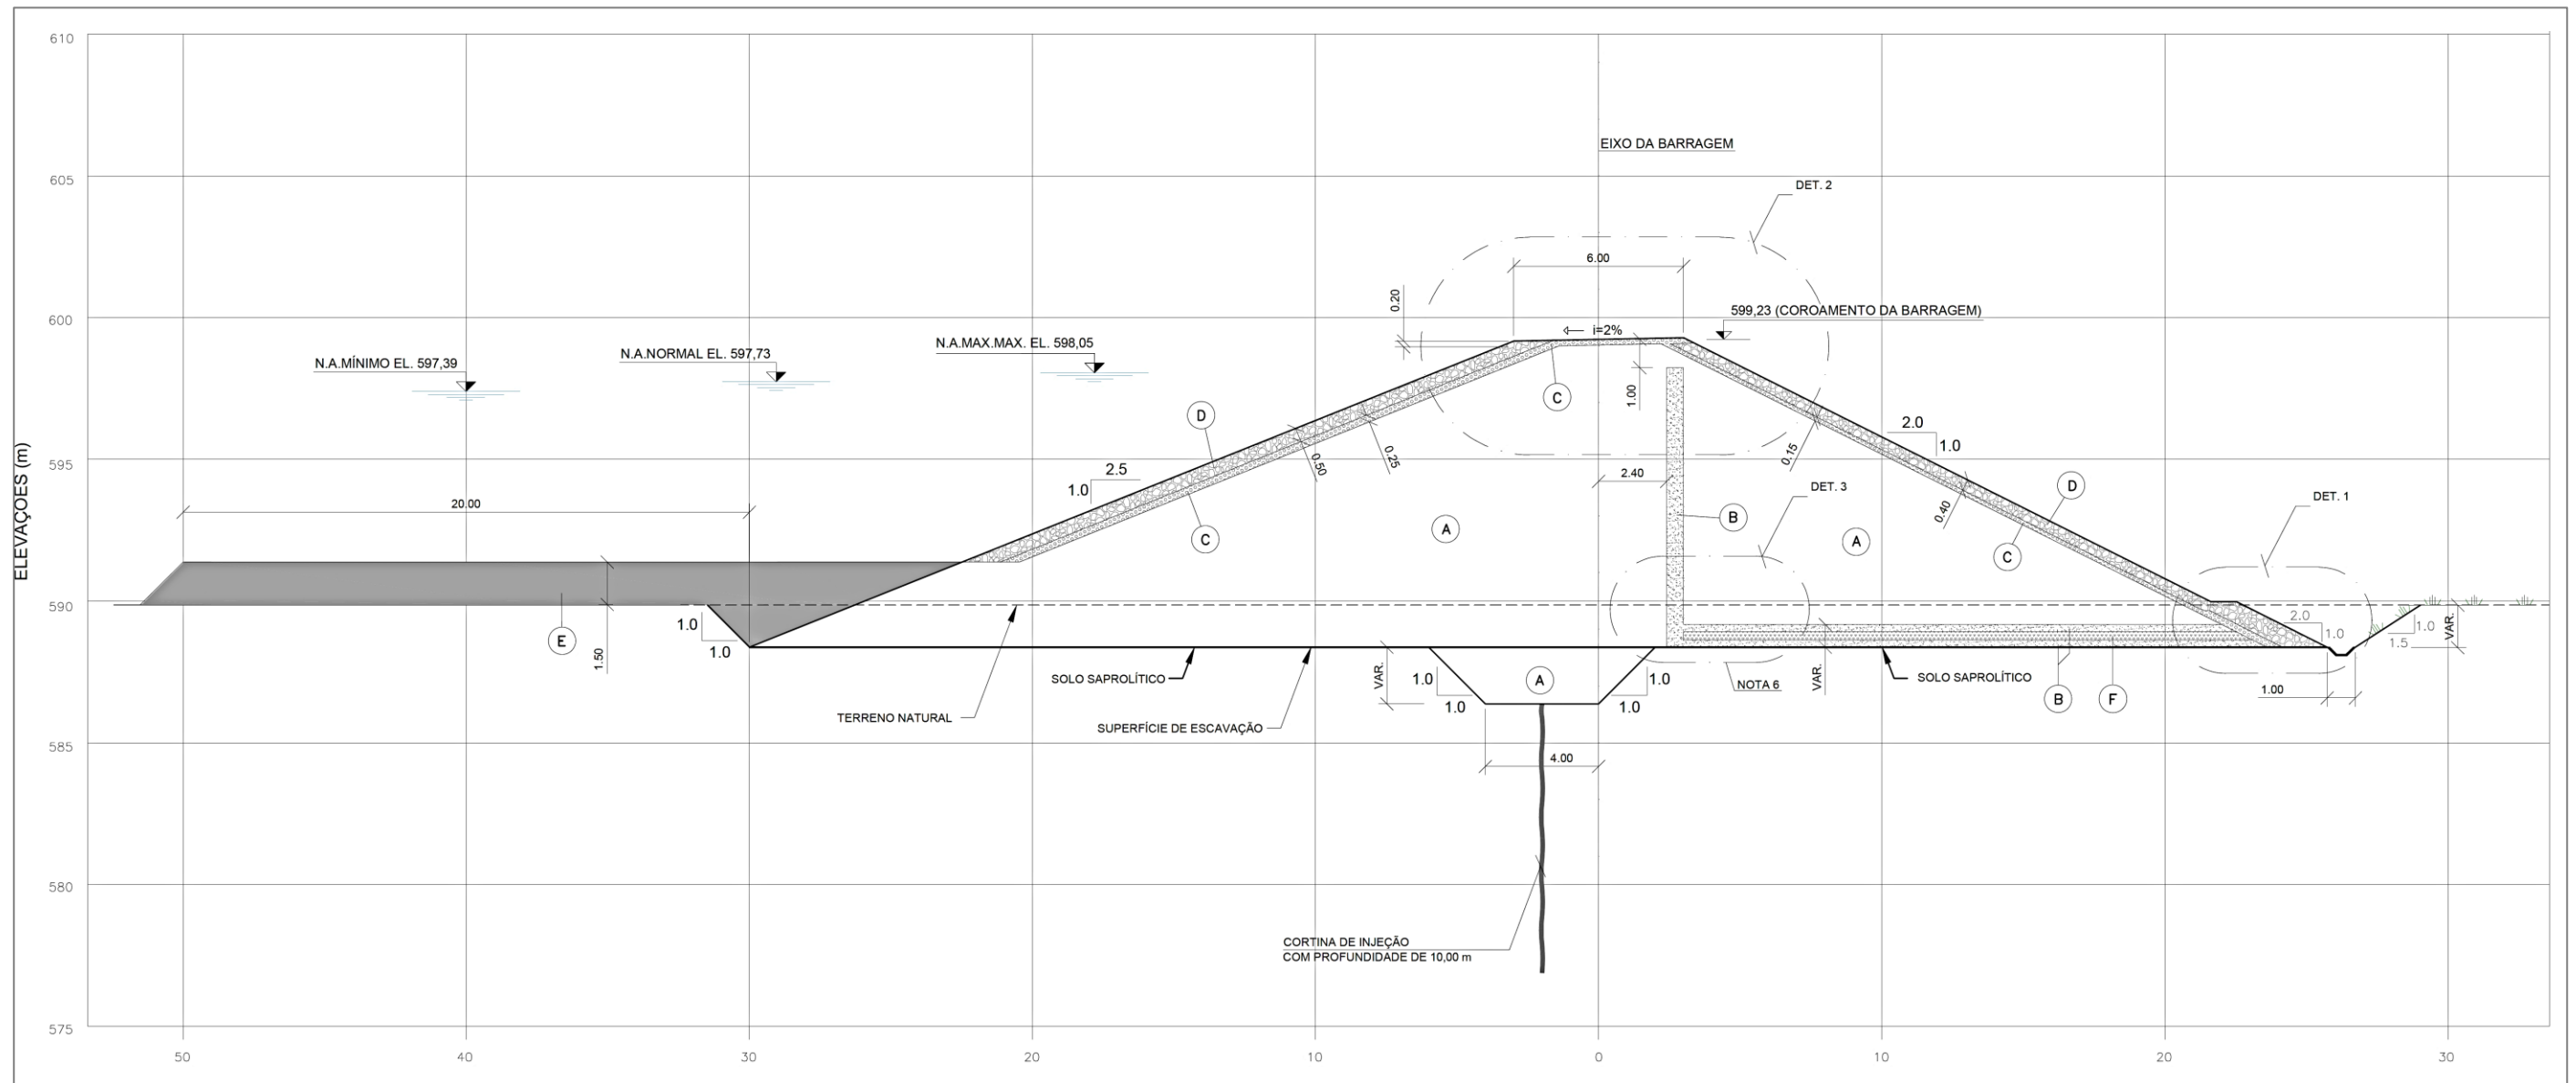 610
605
600
595
590
585
580
575
ELEVAÇÕES (m)
EIXO DA BARRAGEM
DET. 2
6.00
0.20
599,23 (COROAMENTO DA BARRAGEM)
i=2%
N.A.MÍNIMO EL. 597,39
N.A.NORMAL EL. 597,73
N.A.MAX.MAX. EL. 598,05
1.00
C
D
2.5
1.0
0.50
0.25
C
20.00
2.40
0.15
2.0
1.0
DET. 3
D
DET. 1
B
A
A
0.40
C
E
1.50
1.0
1.0
2.0
1.0
1.0
1.5
VAR.
SOLO SAPROLÍTICO
VAR.
1.0
1.0
A
1.0
1.0
NOTA 6
VAR.
SOLO SAPROLÍTICO
B
F
1.00
TERRENO NATURAL
SUPERFÍCIE DE ESCAVAÇÃO
4.00
CORTINA DE INJEÇÃO
COM PROFUNDIDADE DE 10,00 m
50
40
30
20
10
0
10
20
30